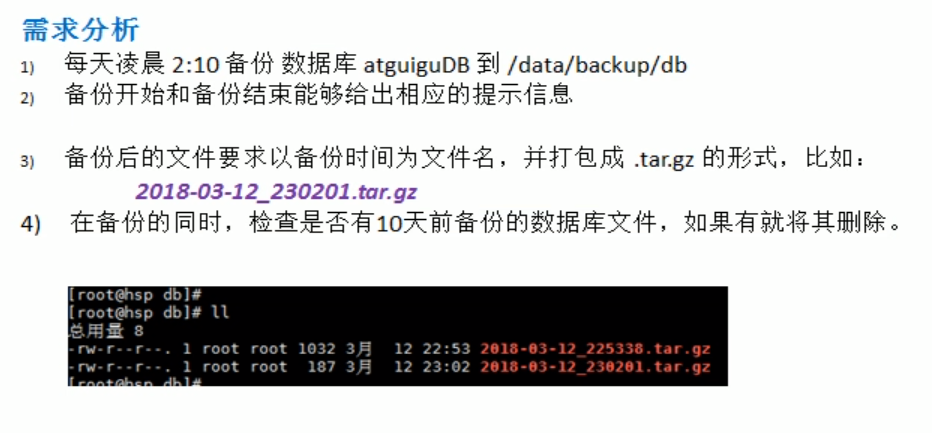 需求分析
1) 每天凌晨 2:10 备份 数据库 atguiguDB 到 /data/backup/db
2) 备份开始和备份结束能够给出相应的提示信息
3) 备份后的文件要求以备份时间为文件名，并打包成 .tar.gz 的形式，比如：
2018-03-12_230201.tar.gz
4) 在备份的同时，检查是否有10天前备份的数据库文件，如果有就将其删除。
[root@hsp db]#
[root@hsp db]# ll
总用量 8
-rw-r--r--. 1 root root 1032 3月 12 22:53 2018-03-12_225338.tar.gz
-rw-r--r--. 1 root root 187 3月 12 23:02 2018-03-12_230201.tar.gz
[root@hsp db]#